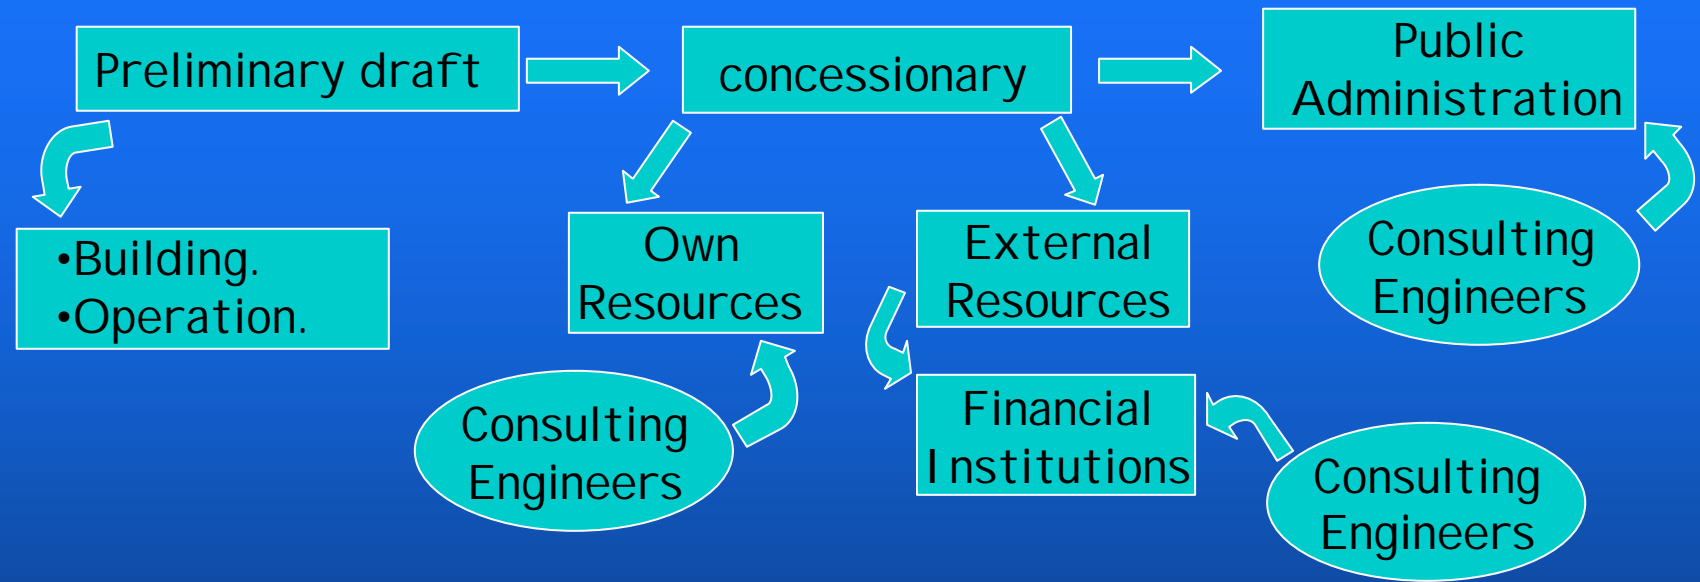 Preliminary draft
concessionary
Public
Administration
•Building.
•Operation.
Own
Resources
External
Resources
Consulting
Engineers
Consulting
Engineers
Financial
Institutions
Consulting
Engineers